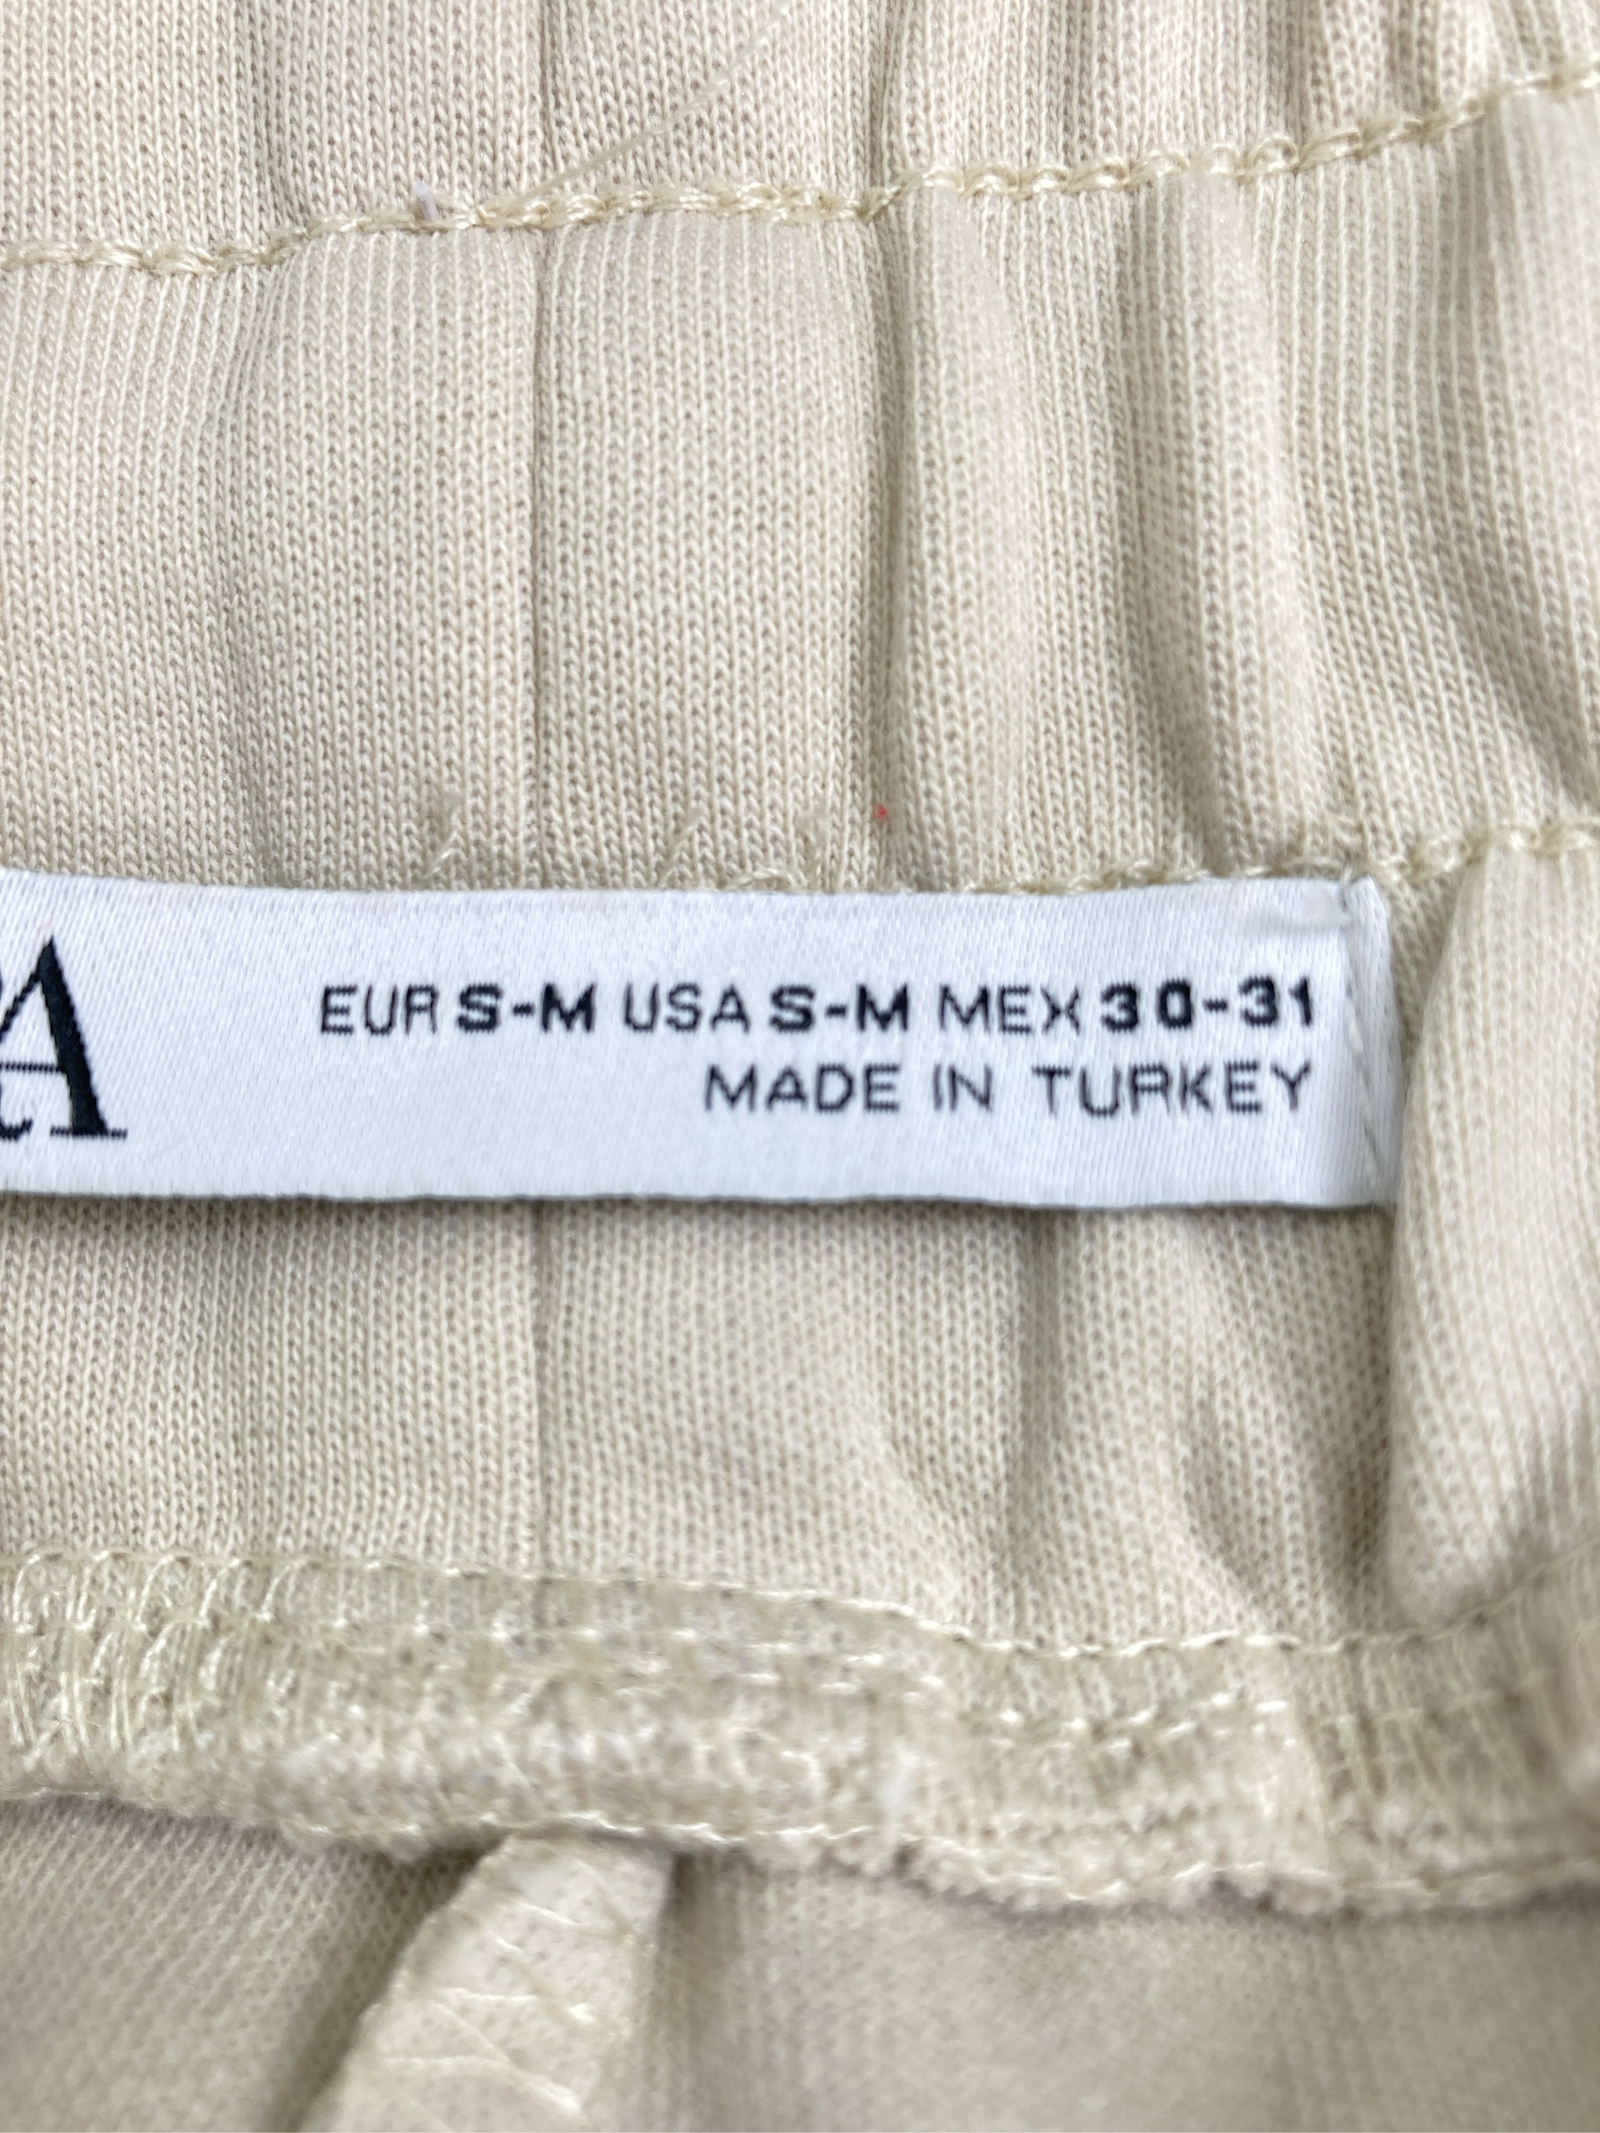 EUR S-M USA S-M MEX 30-31
MADE IN TURKEY